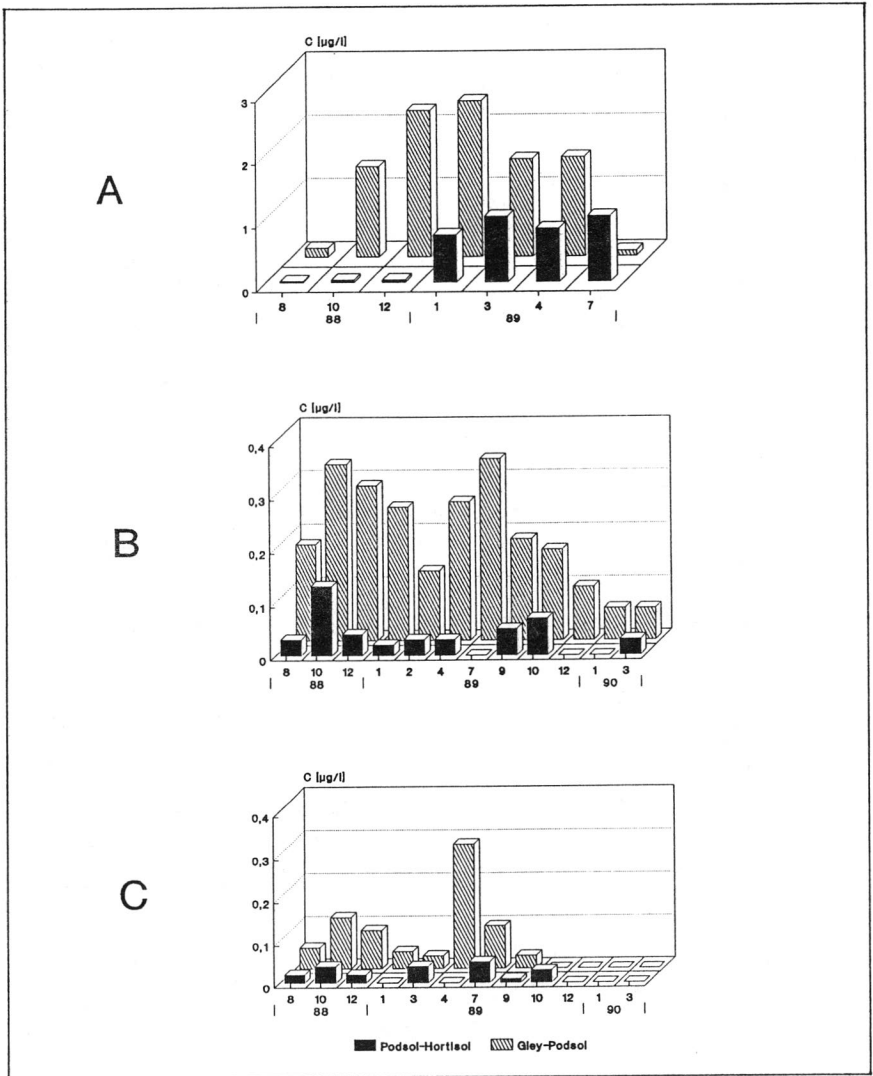 C [µg/l]
3
2
1
0
A
8 10 12 1 3 4 7
| 88 | 89 |
C [µg/l]
0,4
0,3
0,2
0,1
0
B
8 10 12 1 2 4 7 9 10 12 1 3
| 88 | 89 | 90 |
C [µg/l]
0,4
0,3
0,2
0,1
0
C
8 10 12 1 3 4 7 9 10 12 1 3
| 88 | 89 | 90 |
Podsol-Hortisol Gley-Podsol